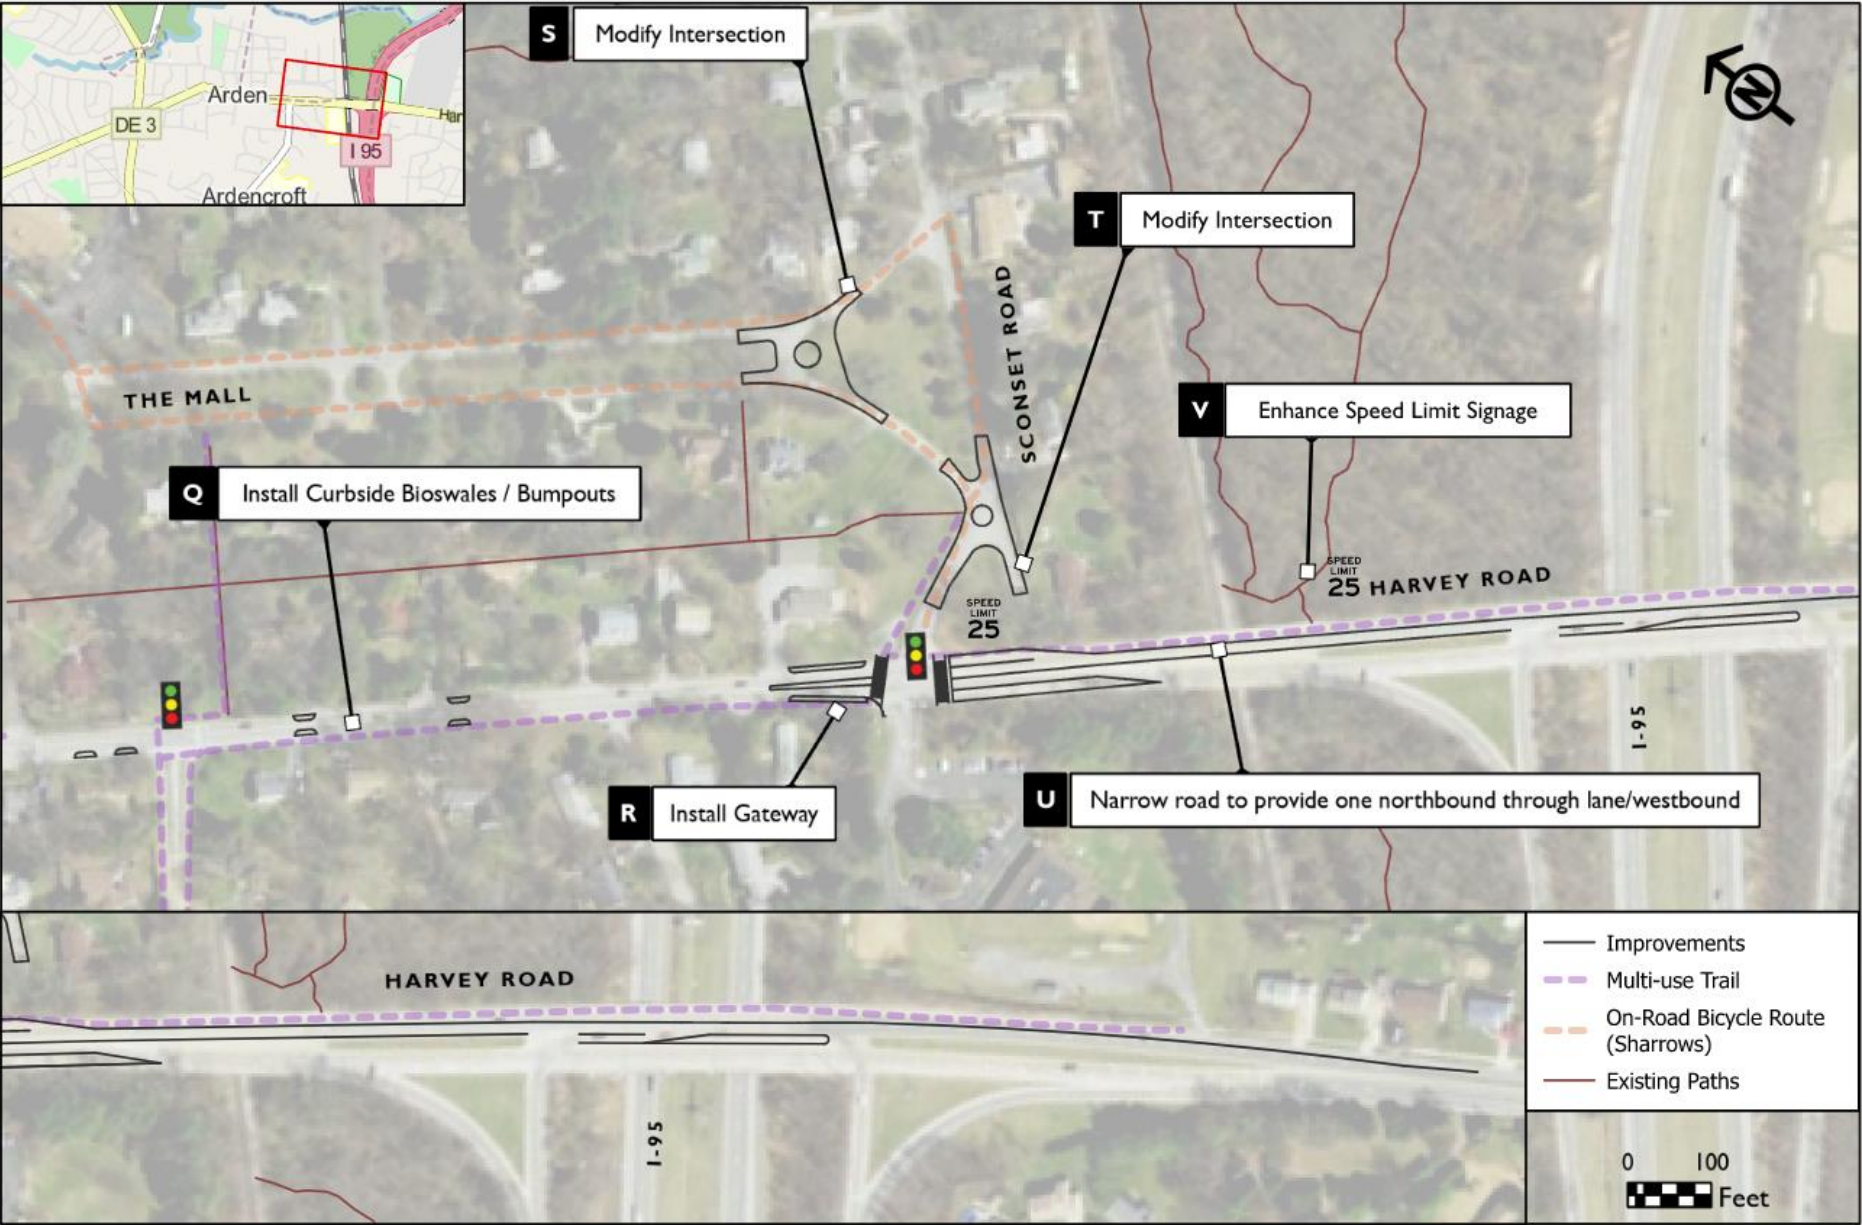 Arden
DE 3
Har
I 95
Ardencroft
S Modify Intersection
N
T Modify Intersection
SCONSET ROAD
THE MALL
V Enhance Speed Limit Signage
Q Install Curbside Bioswales / Bumpouts
SPEED
LIMIT
25
HARVEY ROAD
SPEED
LIMIT
25
I-95
R Install Gateway
U Narrow road to provide one northbound through lane/westbound
HARVEY ROAD
I-95
Improvements
Multi-use Trail
On-Road Bicycle Route
(Sharrows)
Existing Paths
0 100
Feet